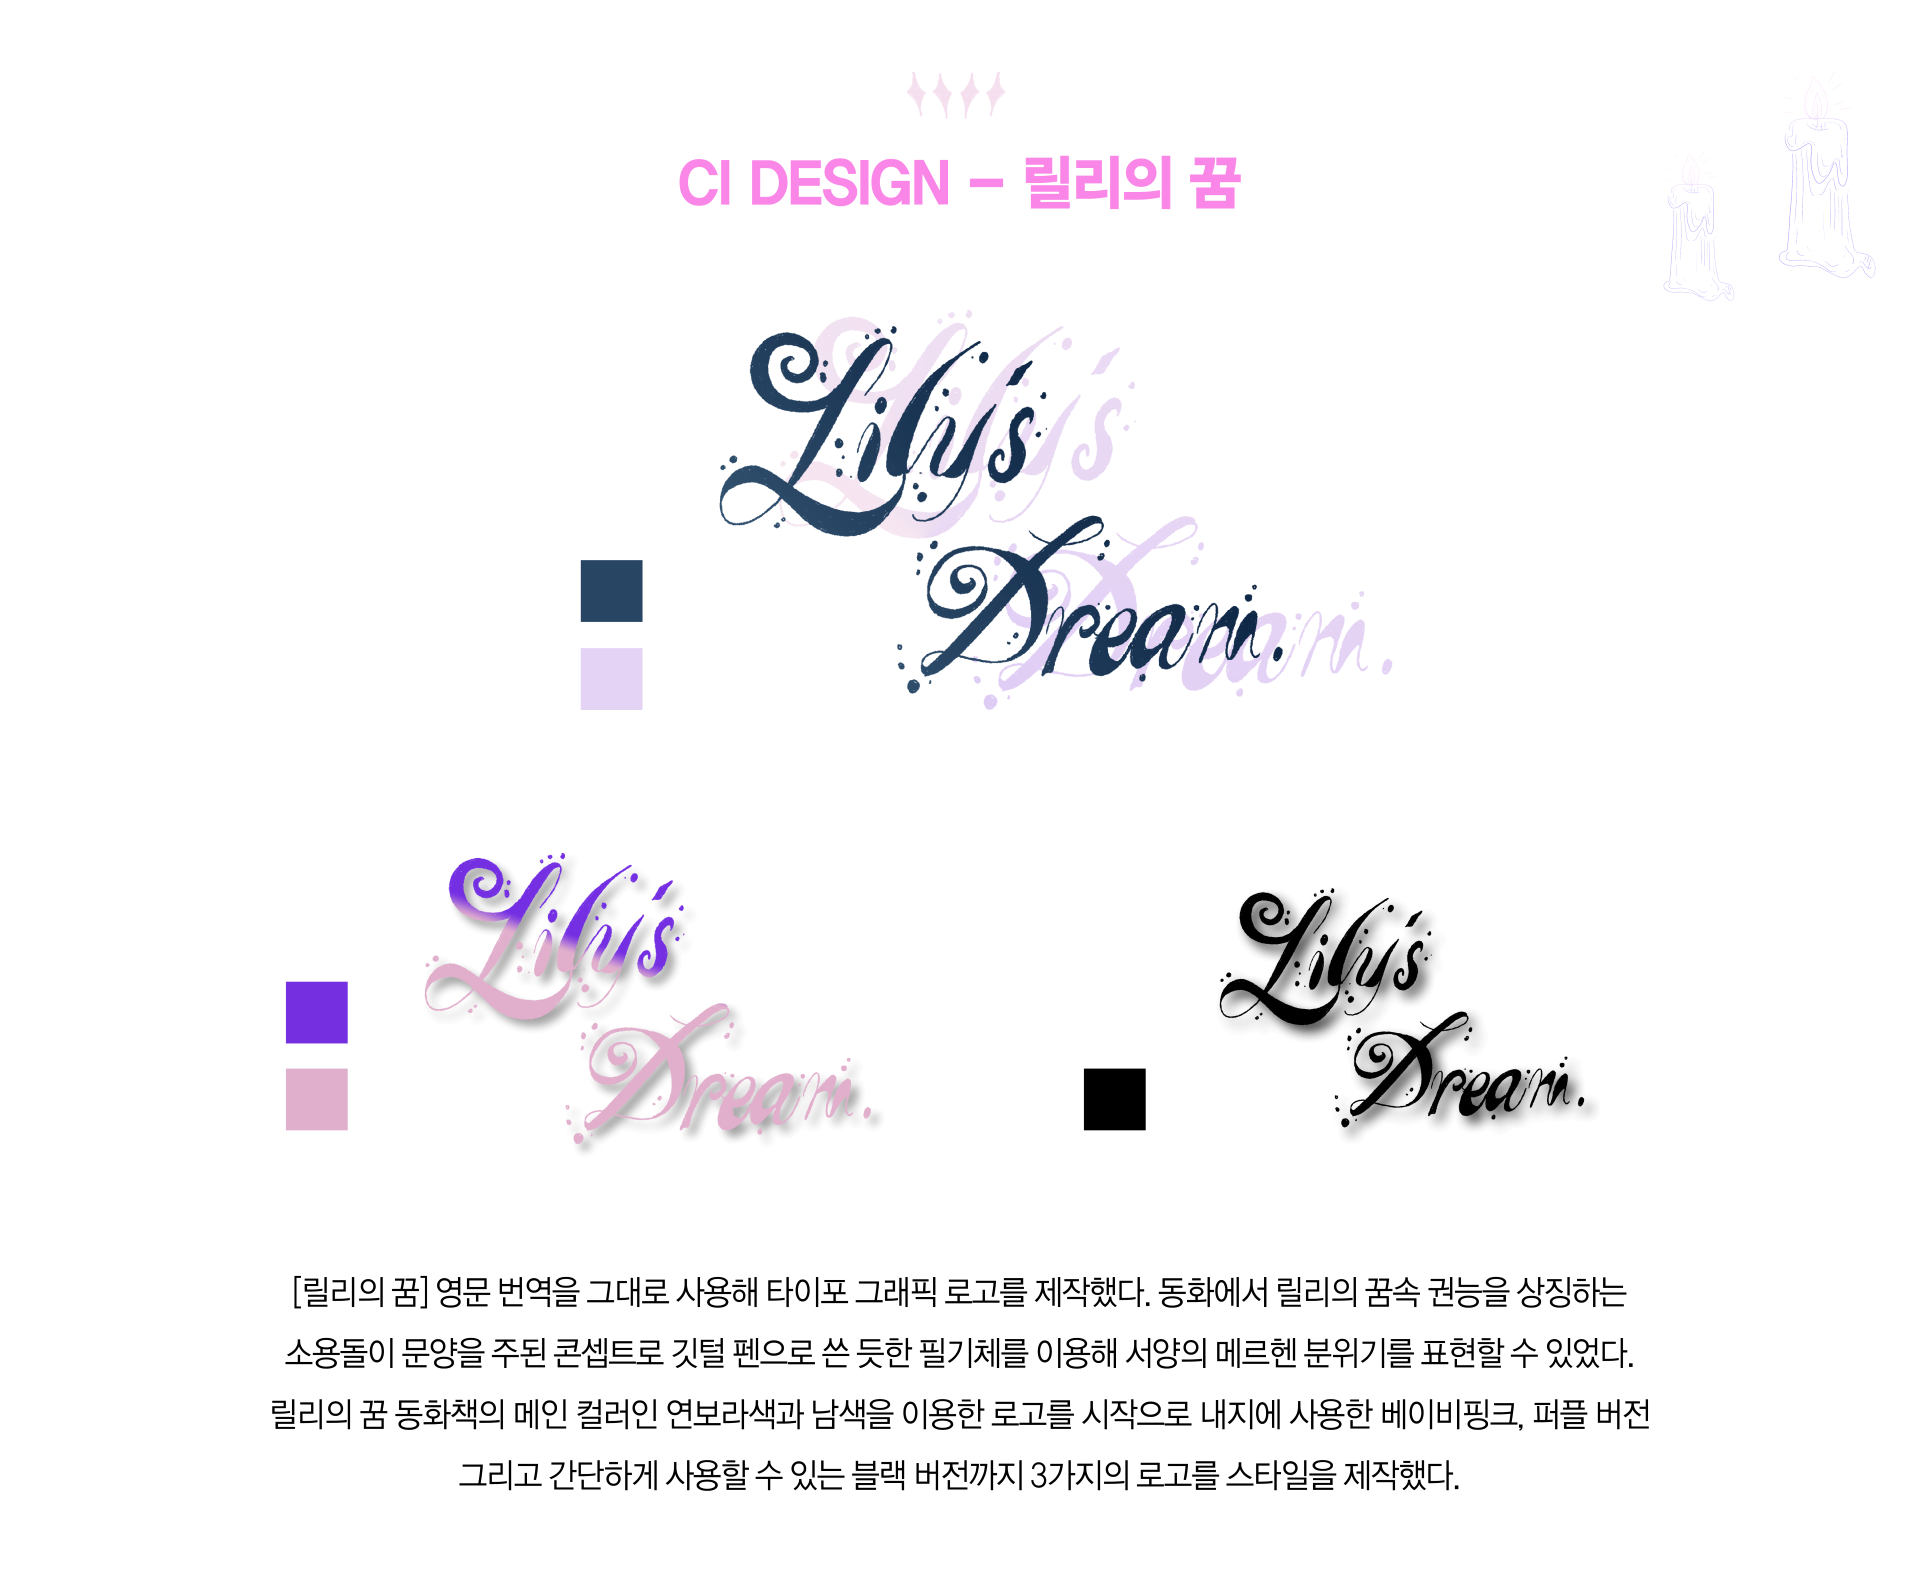 CI DESIGN - 릴리의 꿈
Lily's
Dream.
Lily's
Dream.
Lily's
Dream.
[릴리의 꿈] 영문 번역을 그대로 사용해 타이포 그래픽 로고를 제작했다. 동화에서 릴리의 꿈속 권능을 상징하는
소용돌이 문양을 주된 콘셉트로 깃털 펜으로 쓴 듯한 필기체를 이용해 서양의 메르헨 분위기를 표현할 수 있었다.
릴리의 꿈 동화책의 메인 컬러인 연보라색과 남색을 이용한 로고를 시작으로 내지에 사용한 베이비핑크, 퍼플 버전
그리고 간단하게 사용할 수 있는 블랙 버전까지 3가지의 로고를 스타일을 제작했다.